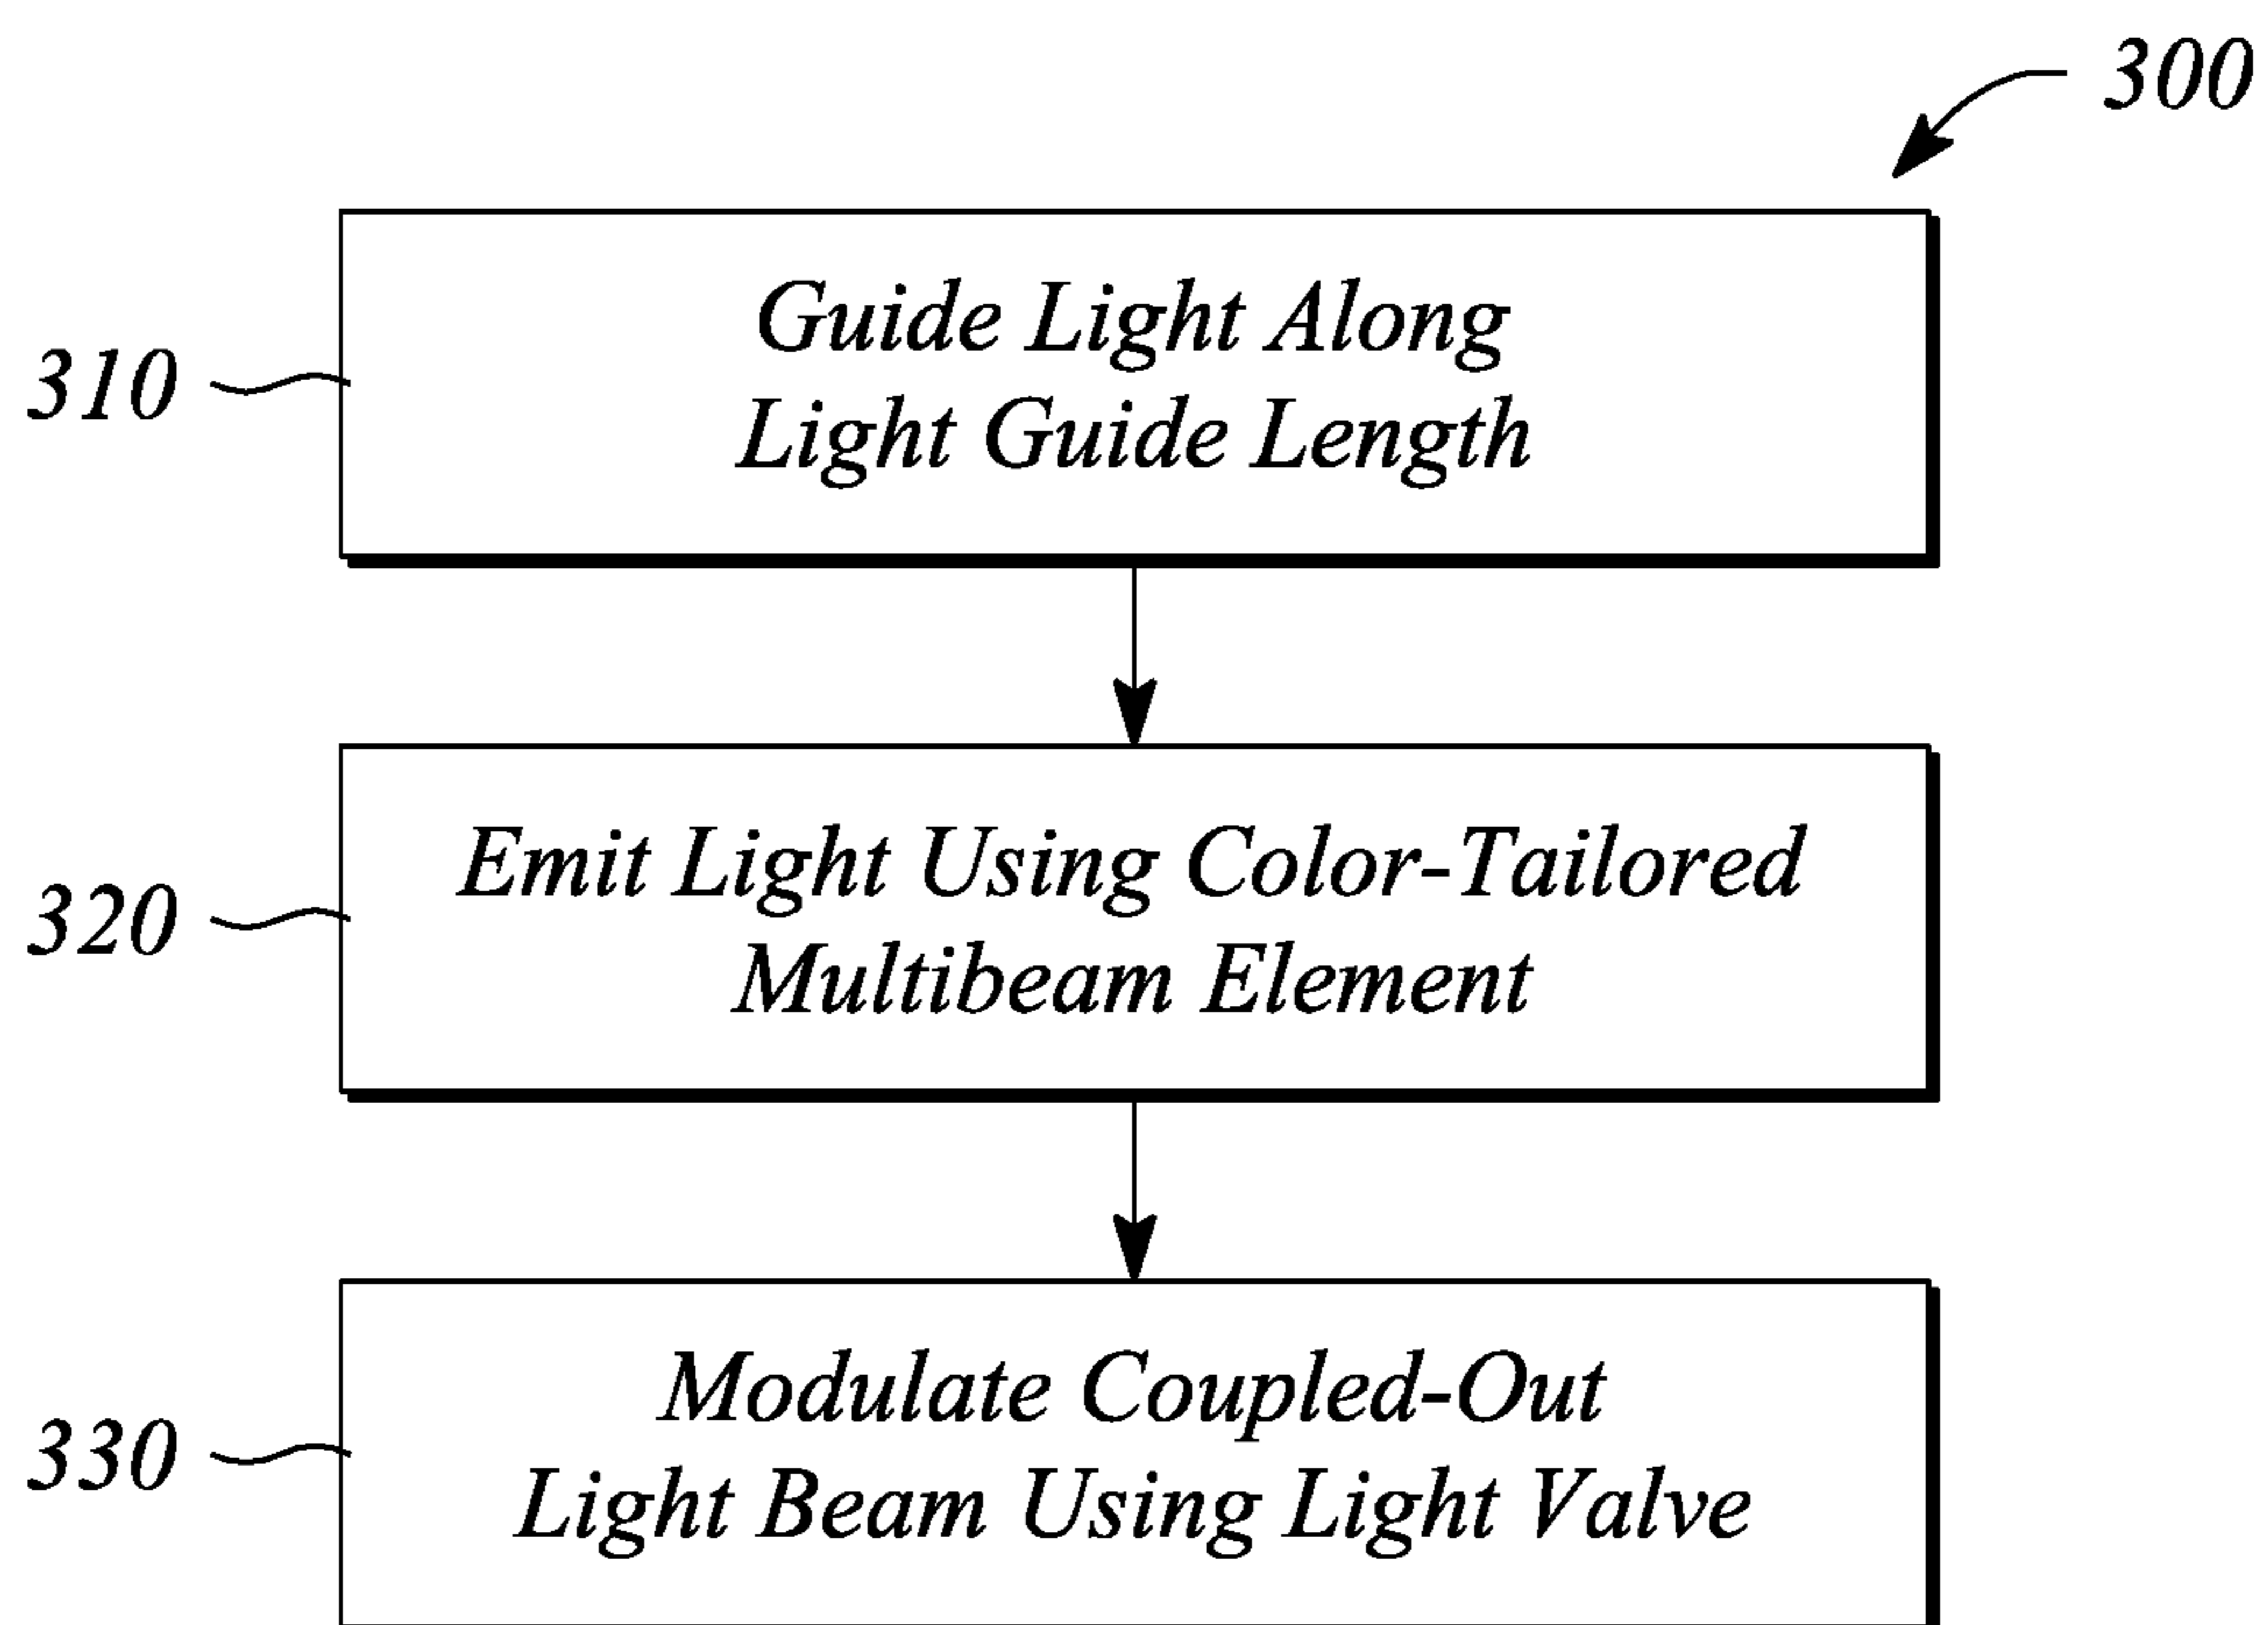 300
310
Guide Light Along
Light Guide Length
320
Emit Light Using Color-Tailored
Multibeam Element
330
Modulate Coupled-Out
Light Beam Using Light Valve